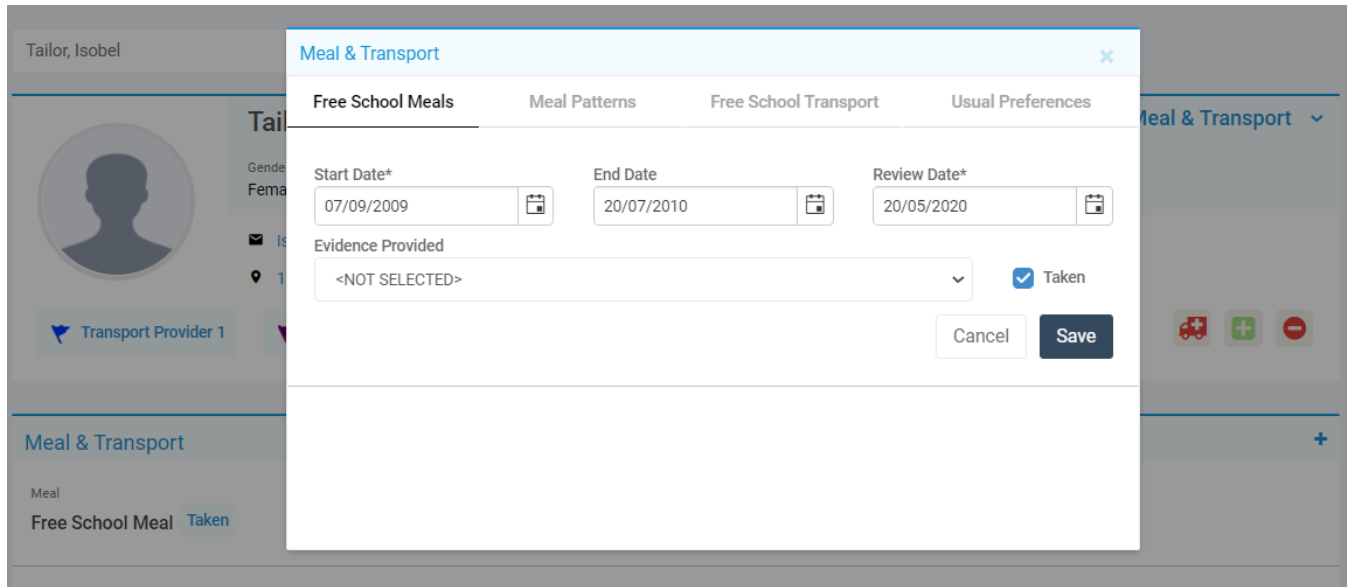 Tailor, Isobel
Meal & Transport
Free School Meals Meal Patterns Free School Transport Usual Preferences
Start Date* End Date Review Date*
07/09/2009 20/07/2010 20/05/2020
Evidence Provided
<NOT SELECTED> Taken
Cancel Save
Meal & Transport
Transport Provider 1
Meal & Transport
Meal
Free School Meal Taken